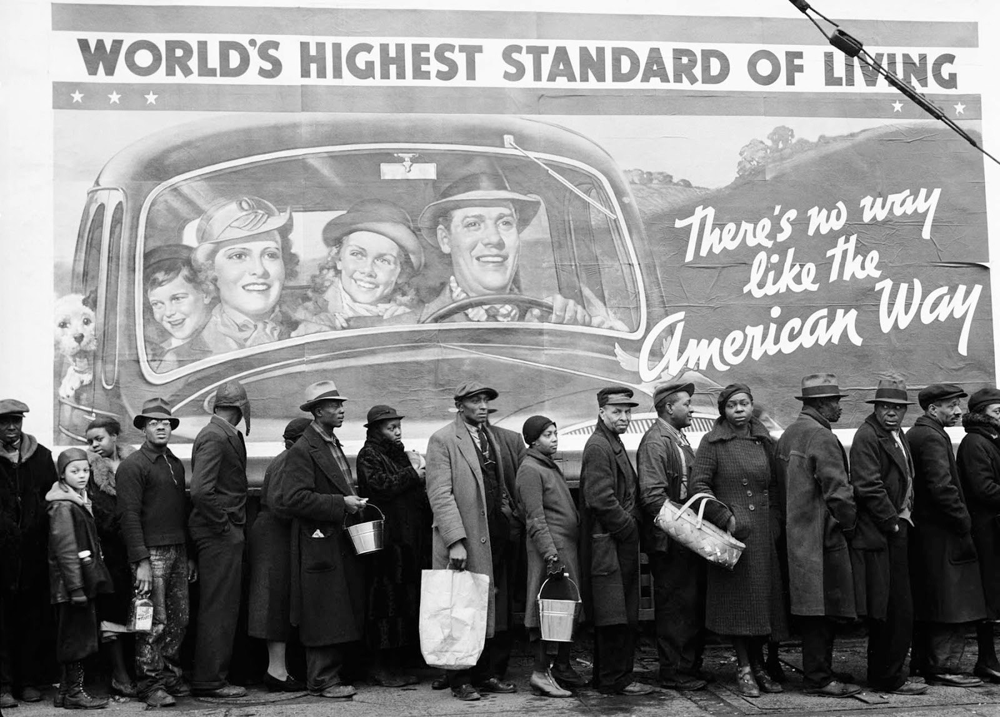 WORLD'S HIGHEST STANDARD OF LIVING
There's no way
like the
American Way